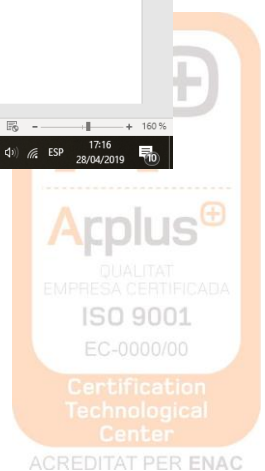 160 %
ESP
17:16
28/04/2019
10
Applus+
QUALITAT
EMPRESA CERTIFICADA
ISO 9001
EC-0000/00
Certification
Technological
Center
ACREDITAT PER ENAC